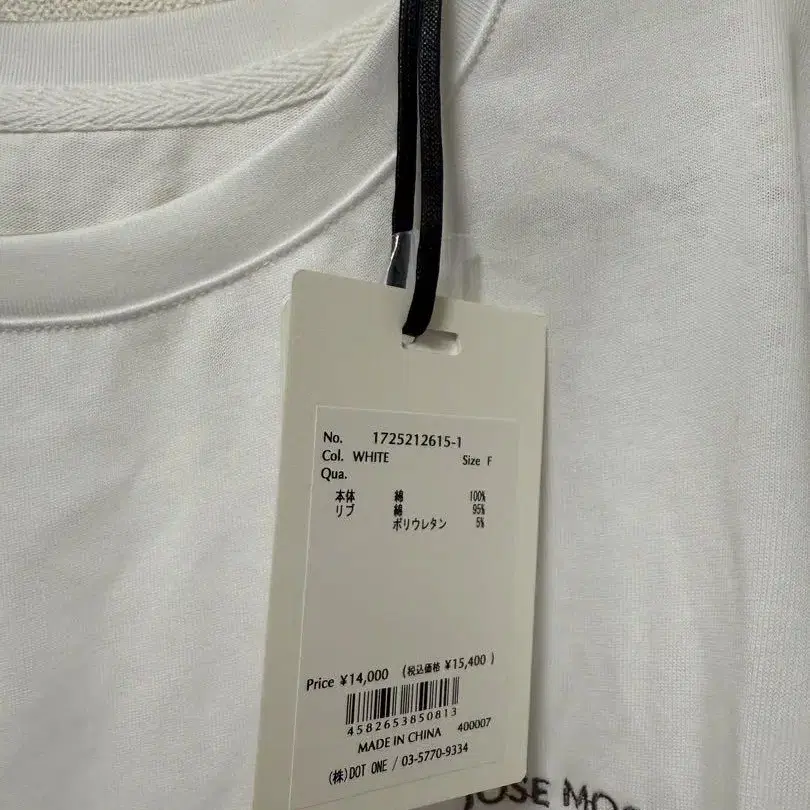 No. 1725212615-1
Col. WHITE Size F
Qua.
本体 綿 100%
リブ 綿 95%
ポリウレタン 5%
Price ¥14,000 (税込価格 ¥15,400 )
4582653850813
MADE IN CHINA 400007
(株)DOT ONE / 03-5770-9334
JOSE